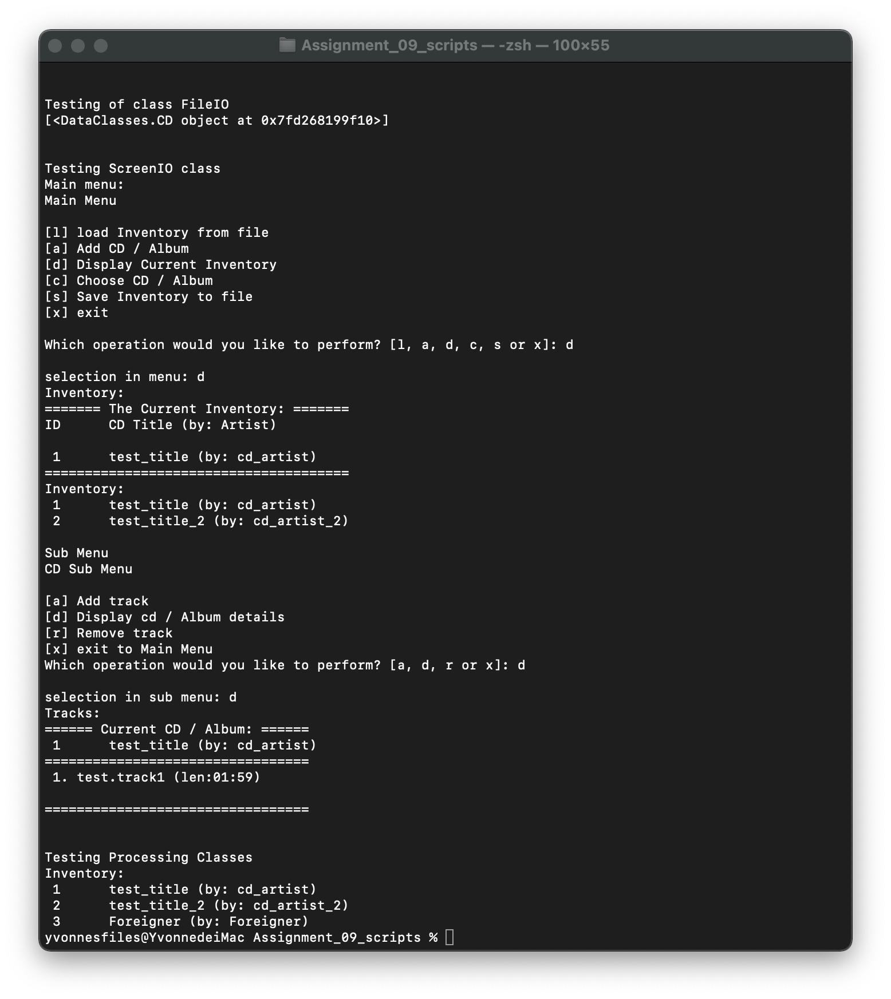 Assignment_09_scripts — -zsh — 100×55
Testing of class FileIO
[<DataClasses.CD object at 0x7fd268199f10>]
Testing ScreenIO class
Main menu:
Main Menu
[l] load Inventory from file
[a] Add CD / Album
[d] Display Current Inventory
[c] Choose CD / Album
[s] Save Inventory to file
[x] exit
Which operation would you like to perform? [l, a, d, c, s or x]: d
selection in menu: d
Inventory:
======= The Current Inventory: =======
ID      CD Title (by: Artist)
 1      test_title (by: cd_artist)
======================================
Inventory:
 1      test_title (by: cd_artist)
 2      test_title_2 (by: cd_artist_2)
Sub Menu
CD Sub Menu
[a] Add track
[d] Display cd / Album details
[r] Remove track
[x] exit to Main Menu
Which operation would you like to perform? [a, d, r or x]: d
selection in sub menu: d
Tracks:
====== Current CD / Album: ======
 1      test_title (by: cd_artist)
=================================
 1. test.track1 (len:01:59)
=================================
Testing Processing Classes
Inventory:
 1      test_title (by: cd_artist)
 2      test_title_2 (by: cd_artist_2)
 3      Foreigner (by: Foreigner)
yvonnesfiles@YvonnedeiMac Assignment_09_scripts %